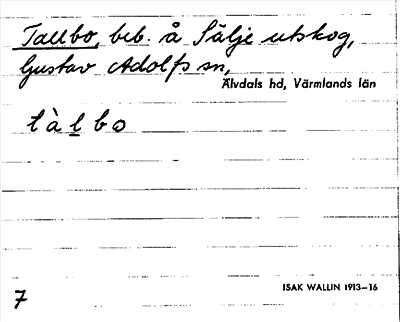 Tallbo, beb. å Sälje utskog,
Gustav Adolfs sn,
Älvdals hd, Värmlands län
tàlbo
7
ISAK WALLIN 1913–16